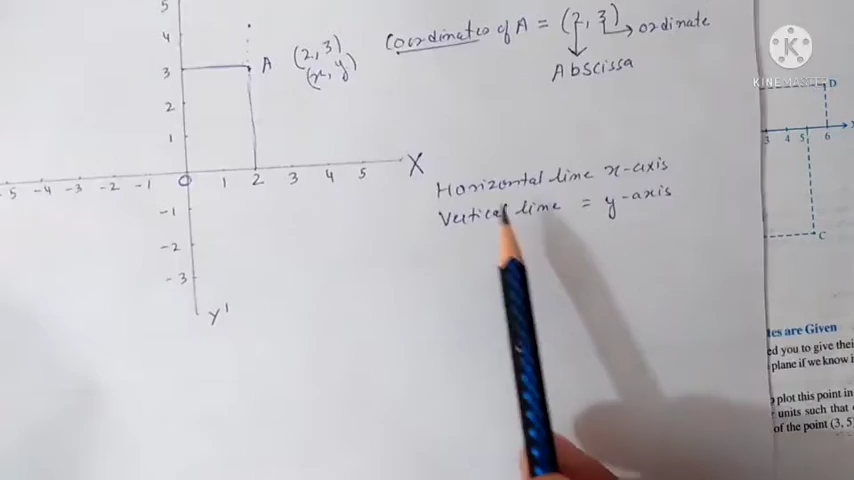 5
4
3
2
1
-5 -4 -3 -2 -1 0 1 2 3 4 5 X
-1
-2
-3
Y'
A (2,3)
(x, y)
Coordinates of A = (2, 3) → ordinate
Abscissa
Horizontal line x-axis
Vertical line = y-axis
KINEMASTER
D
3 4 5 6
C
tes are Given
ed you to give their
plane if we know i
plot this point in
units such that
of the point (3, 5